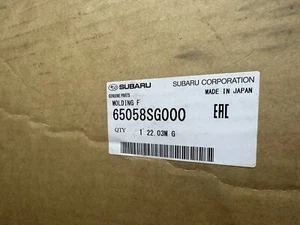 SUBARU SUBARU CORPORATION
GENUINE PARTS MADE IN JAPAN
MOLDING F
65058SG000 EAC
QTY 1 22.03N G